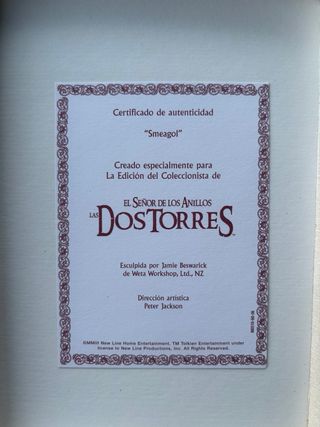 Certificado de autenticidad
"Smeagol"
Creado especialmente para
La Edición del Coleccionista de
EL SEÑOR DE LOS ANILLOS
LAS DOS TORRES™
Esculpida por Jamie Beswarick
de Weta Workshop, Ltd., NZ
Dirección artística
Peter Jackson
©MMIII New Line Home Entertainment, TM Tolkien Entertainment under
license to New Line Productions, Inc. All Rights Reserved.